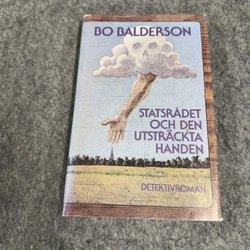 BO BALDERSON
STATSRÅDET
OCH DEN
UTSTRÄCKTA
HANDEN
DETEKTIVROMAN